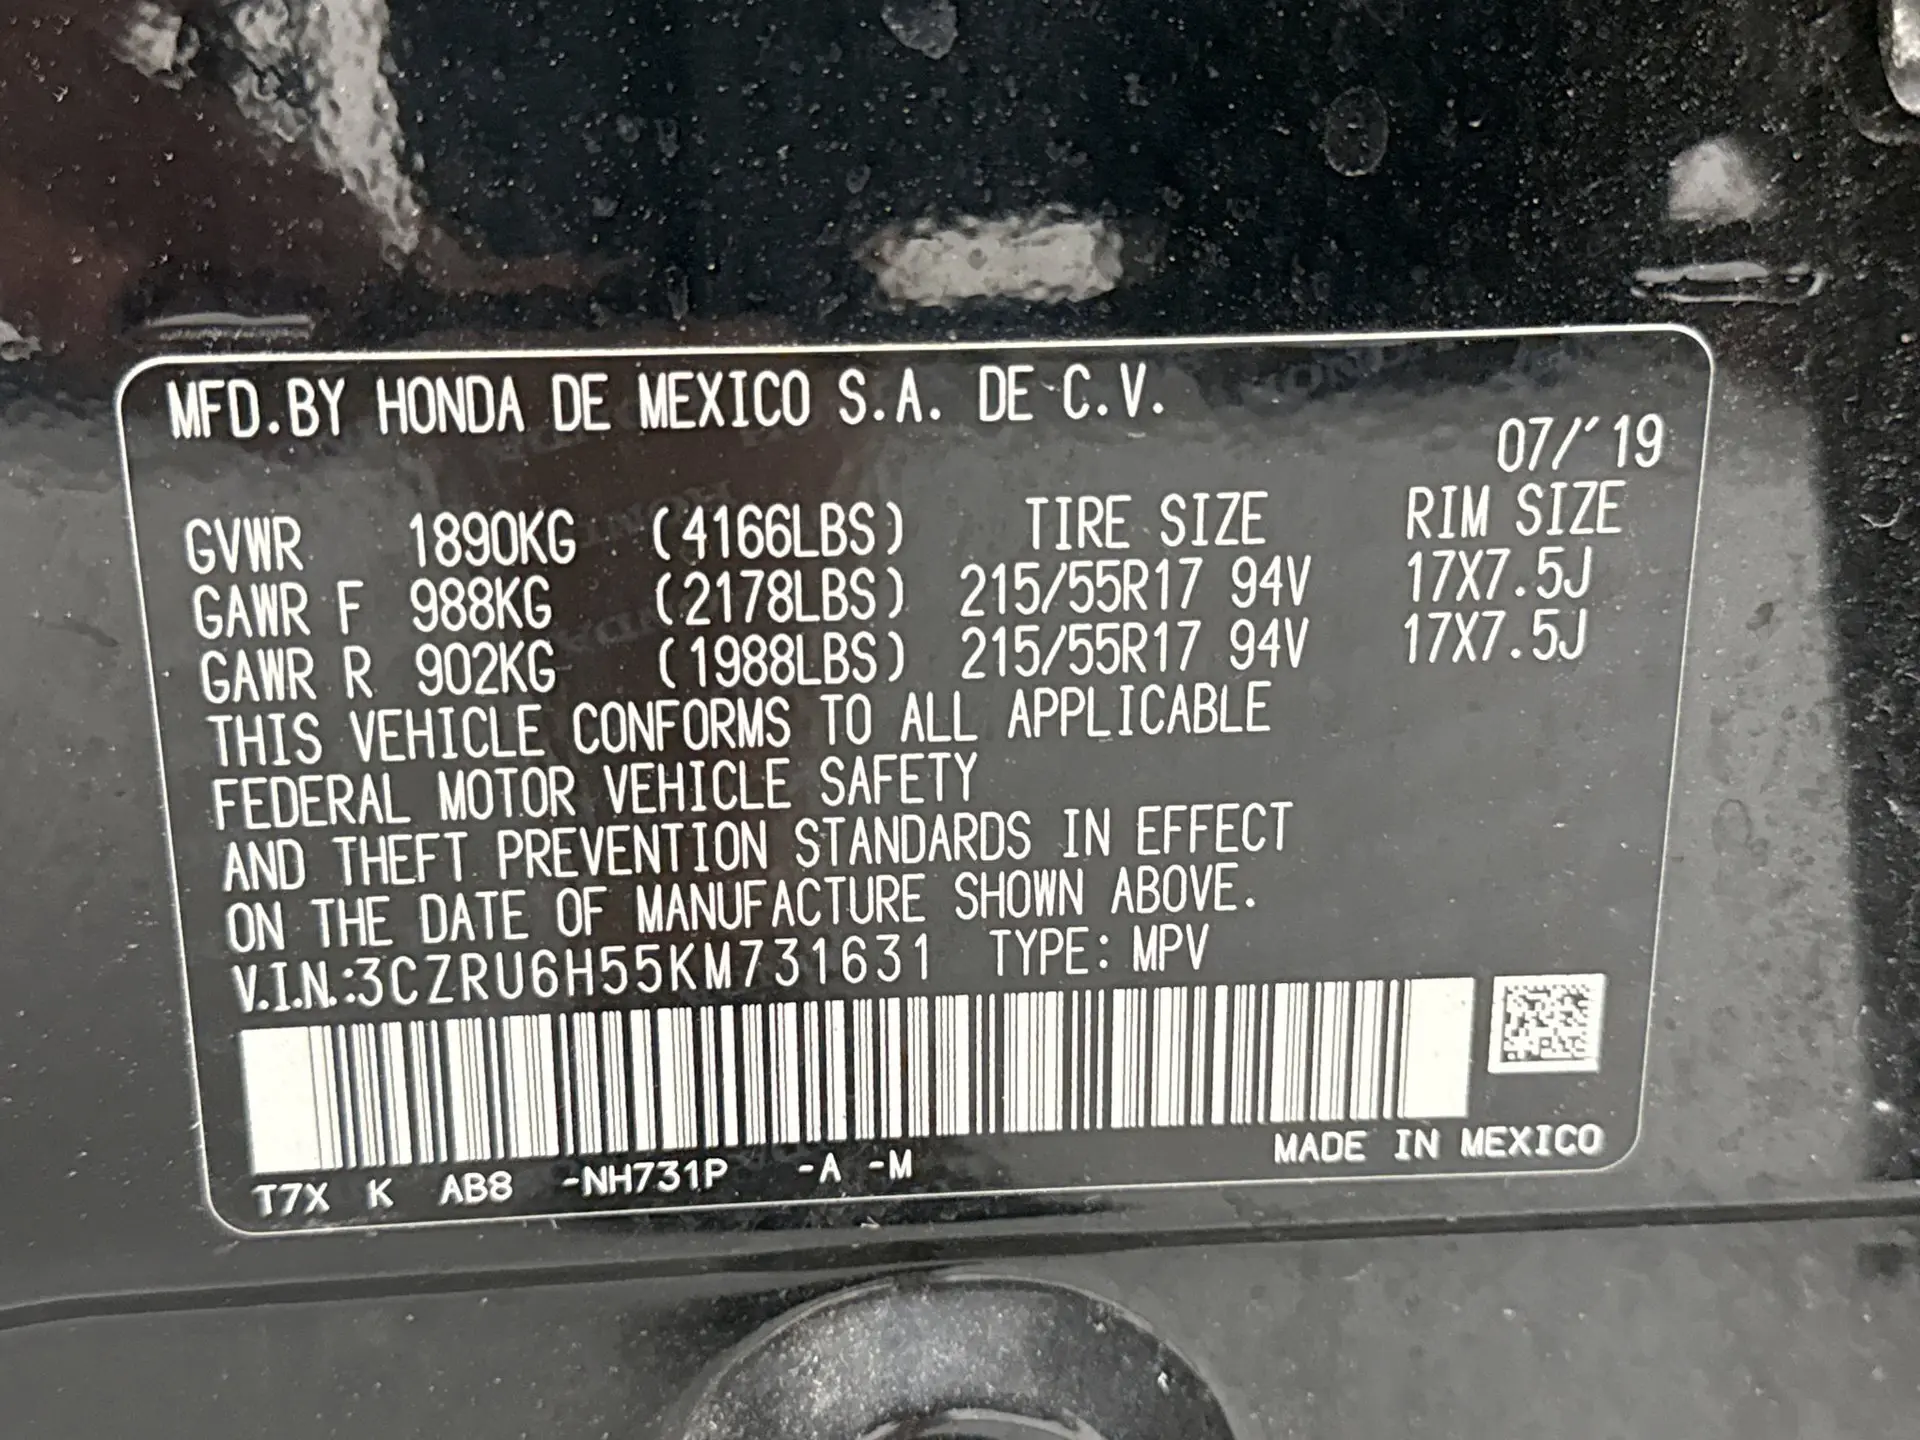 MFD.BY HONDA DE MEXICO S.A. DE C.V.
07/'19
GVWR 1890KG (4166LBS) TIRE SIZE RIM SIZE
GAWR F 988KG (2178LBS) 215/55R17 94V 17X7.5J
GAWR R 902KG (1988LBS) 215/55R17 94V 17X7.5J
THIS VEHICLE CONFORMS TO ALL APPLICABLE
FEDERAL MOTOR VEHICLE SAFETY
AND THEFT PREVENTION STANDARDS IN EFFECT
ON THE DATE OF MANUFACTURE SHOWN ABOVE.
V.I.N.:3CZRU6H55KM731631 TYPE: MPV
T7X K AB8 -NH731P -A -M MADE IN MEXICO